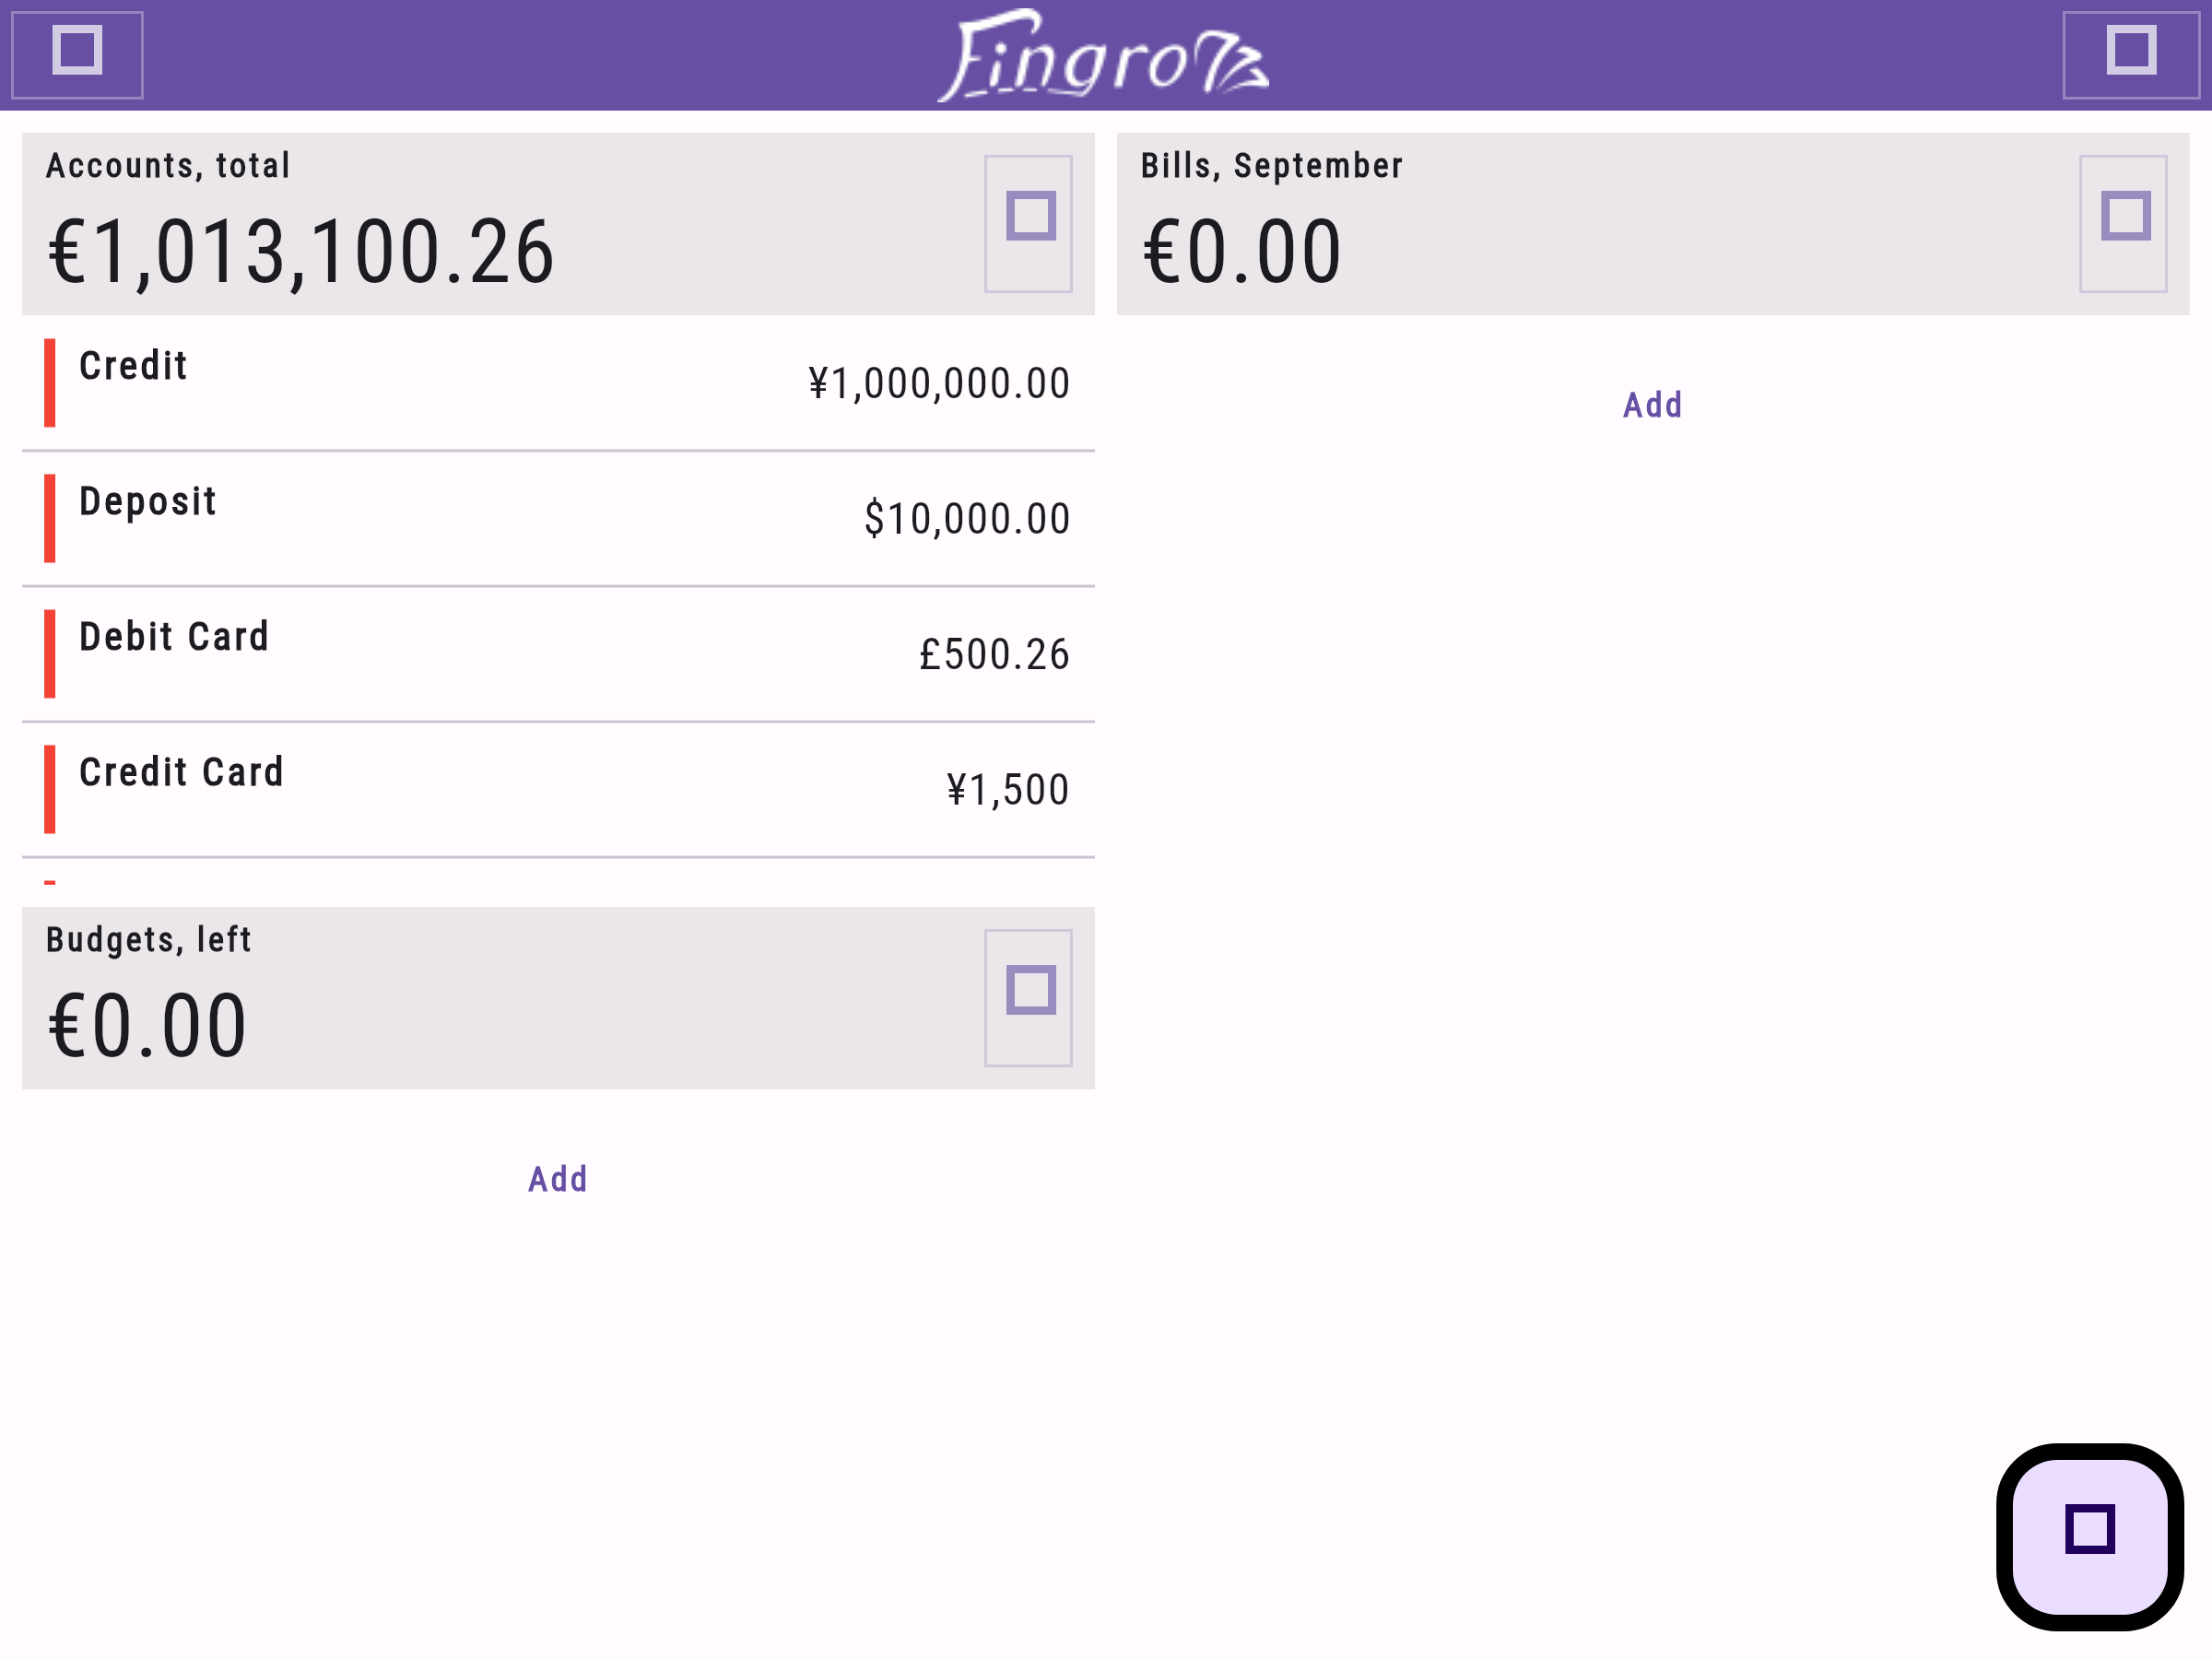 Fingrom
Accounts, total
€1,013,100.26
Credit
¥1,000,000.00
Deposit
$10,000.00
Debit Card
£500.26
Credit Card
¥1,500
Budgets, left
€0.00
Add
Bills, September
€0.00
Add